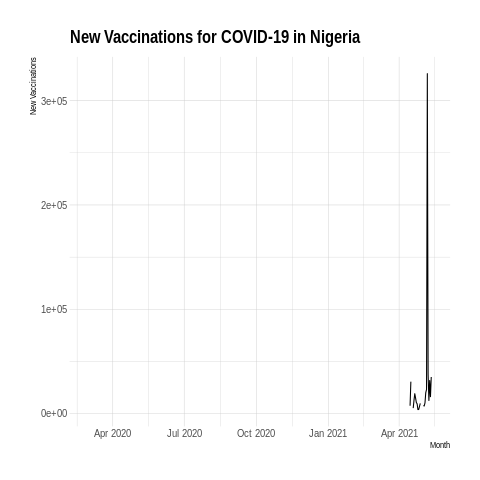 New Vaccinations for COVID-19 in Nigeria
New Vaccinations
3e+05
2e+05
1e+05
0e+00
Apr 2020 Jul 2020 Oct 2020 Jan 2021 Apr 2021
Month